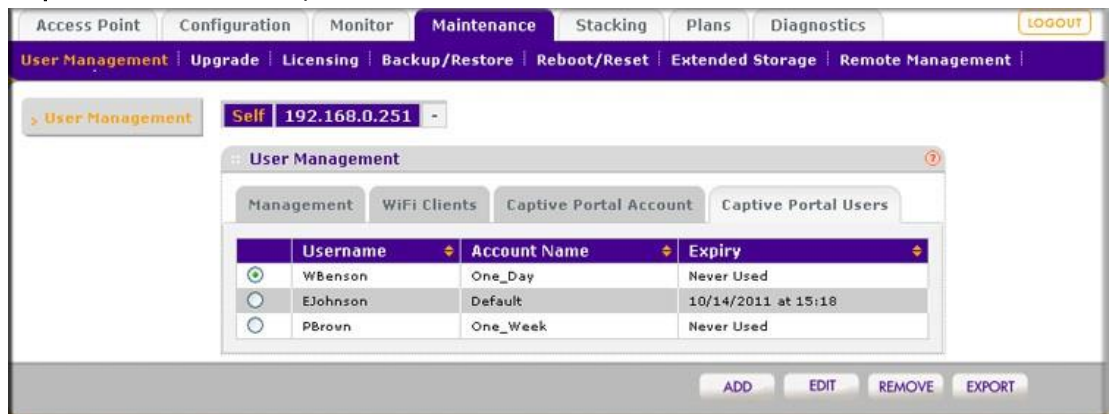 Access Point Configuration Monitor Maintenance Stacking Plans Diagnostics LOGOUT
User Management Upgrade Licensing Backup/Restore Reboot/Reset Extended Storage Remote Management
User Management Self 192.168.0.251 -
User Management ?
Management WiFi Clients Captive Portal Account Captive Portal Users
Username Account Name Expiry
WBenson One_Day Never Used
EJohnson Default 10/14/2011 at 15:18
PBrown One_Week Never Used
ADD EDIT REMOVE EXPORT